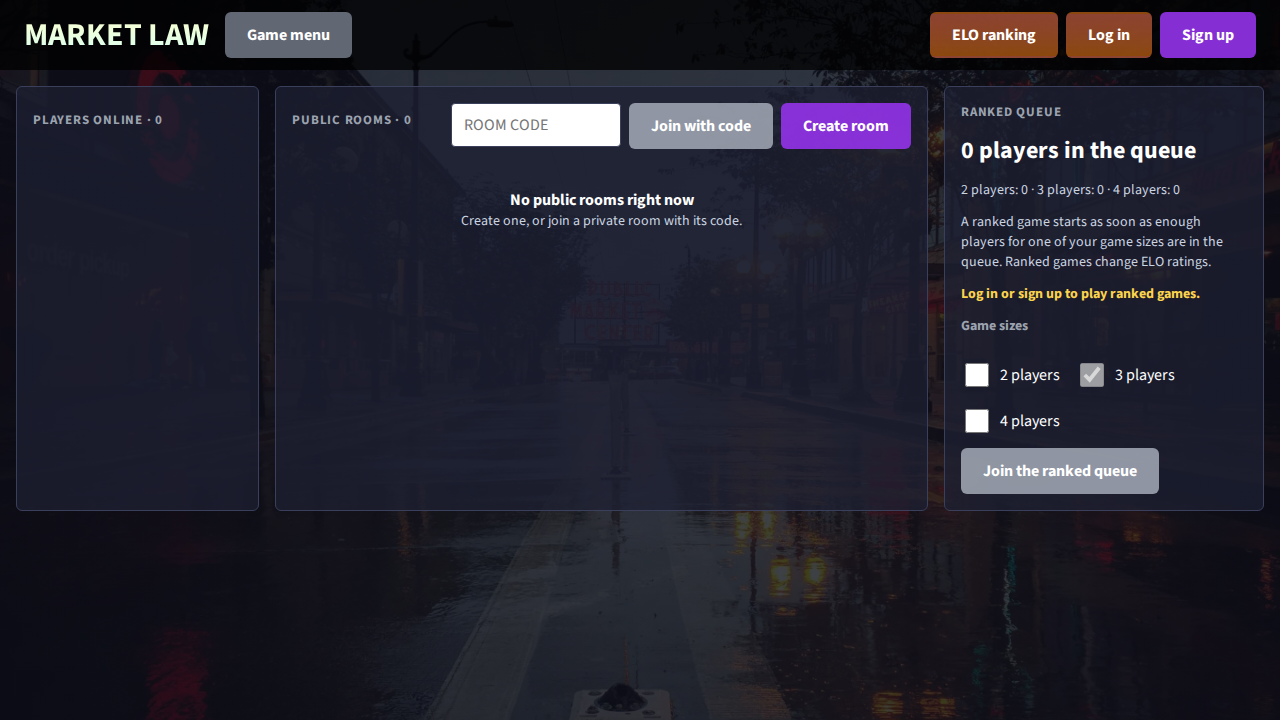 MARKET LAW
Game menu
ELO ranking
Log in
Sign up
PLAYERS ONLINE · 0
PUBLIC ROOMS · 0
ROOM CODE
Join with code
Create room
No public rooms right now
Create one, or join a private room with its code.
RANKED QUEUE
0 players in the queue
2 players: 0 · 3 players: 0 · 4 players: 0
A ranked game starts as soon as enough
players for one of your game sizes are in the
queue. Ranked games change ELO ratings.
Log in or sign up to play ranked games.
Game sizes
2 players
3 players
4 players
Join the ranked queue